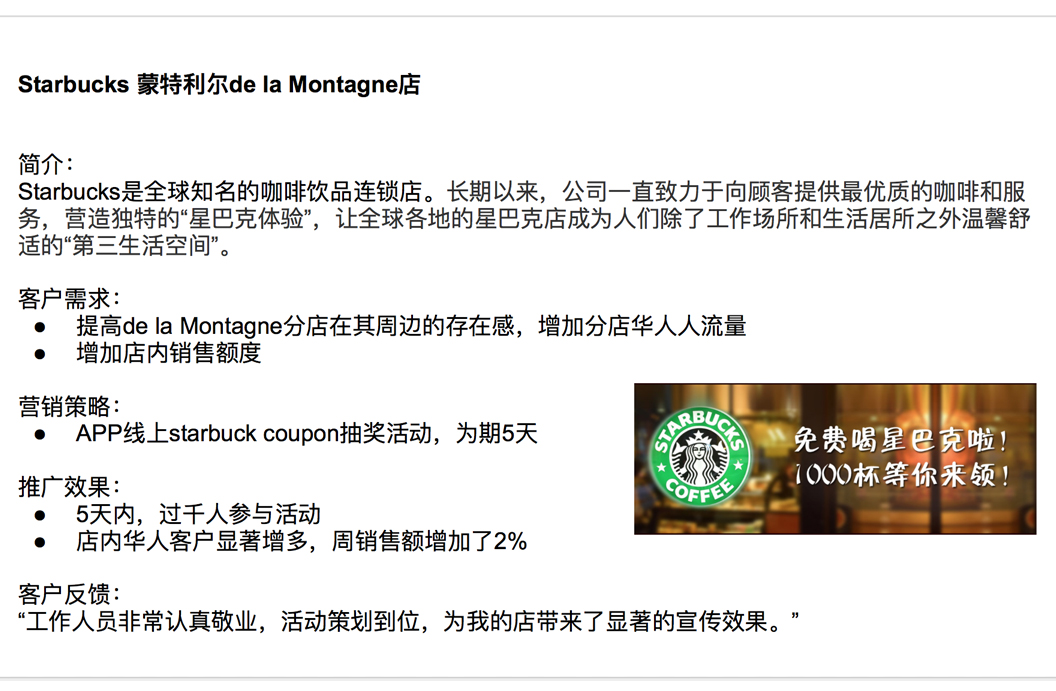 Starbucks 蒙特利尔de la Montagne店
简介：
Starbucks是全球知名的咖啡饮品连锁店。长期以来，公司一直致力于向顾客提供最优质的咖啡和服
务，营造独特的“星巴克体验”，让全球各地的星巴克店成为人们除了工作场所和生活居所之外温馨舒
适的“第三生活空间”。
客户需求：
● 提高de la Montagne分店在其周边的存在感，增加分店华人人流量
● 增加店内销售额度
营销策略：
● APP线上starbuck coupon抽奖活动，为期5天
推广效果：
● 5天内，过千人参与活动
● 店内华人客户显著增多，周销售额增加了2%
STARBUCKS
COFFEE
免费喝星巴克啦！
1000杯等你来领！
客户反馈：
“工作人员非常认真敬业，活动策划到位，为我的店带来了显著的宣传效果。”